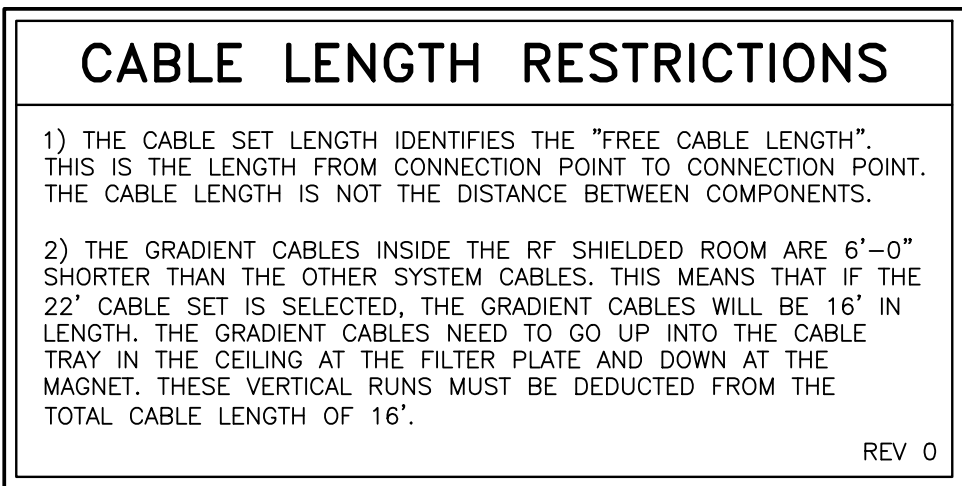 CABLE LENGTH RESTRICTIONS
1) THE CABLE SET LENGTH IDENTIFIES THE "FREE CABLE LENGTH".
THIS IS THE LENGTH FROM CONNECTION POINT TO CONNECTION POINT.
THE CABLE LENGTH IS NOT THE DISTANCE BETWEEN COMPONENTS.
2) THE GRADIENT CABLES INSIDE THE RF SHIELDED ROOM ARE 6'-0"
SHORTER THAN THE OTHER SYSTEM CABLES. THIS MEANS THAT IF THE
22' CABLE SET IS SELECTED, THE GRADIENT CABLES WILL BE 16' IN
LENGTH. THE GRADIENT CABLES NEED TO GO UP INTO THE CABLE
TRAY IN THE CEILING AT THE FILTER PLATE AND DOWN AT THE
MAGNET. THESE VERTICAL RUNS MUST BE DEDUCTED FROM THE
TOTAL CABLE LENGTH OF 16'.
REV 0